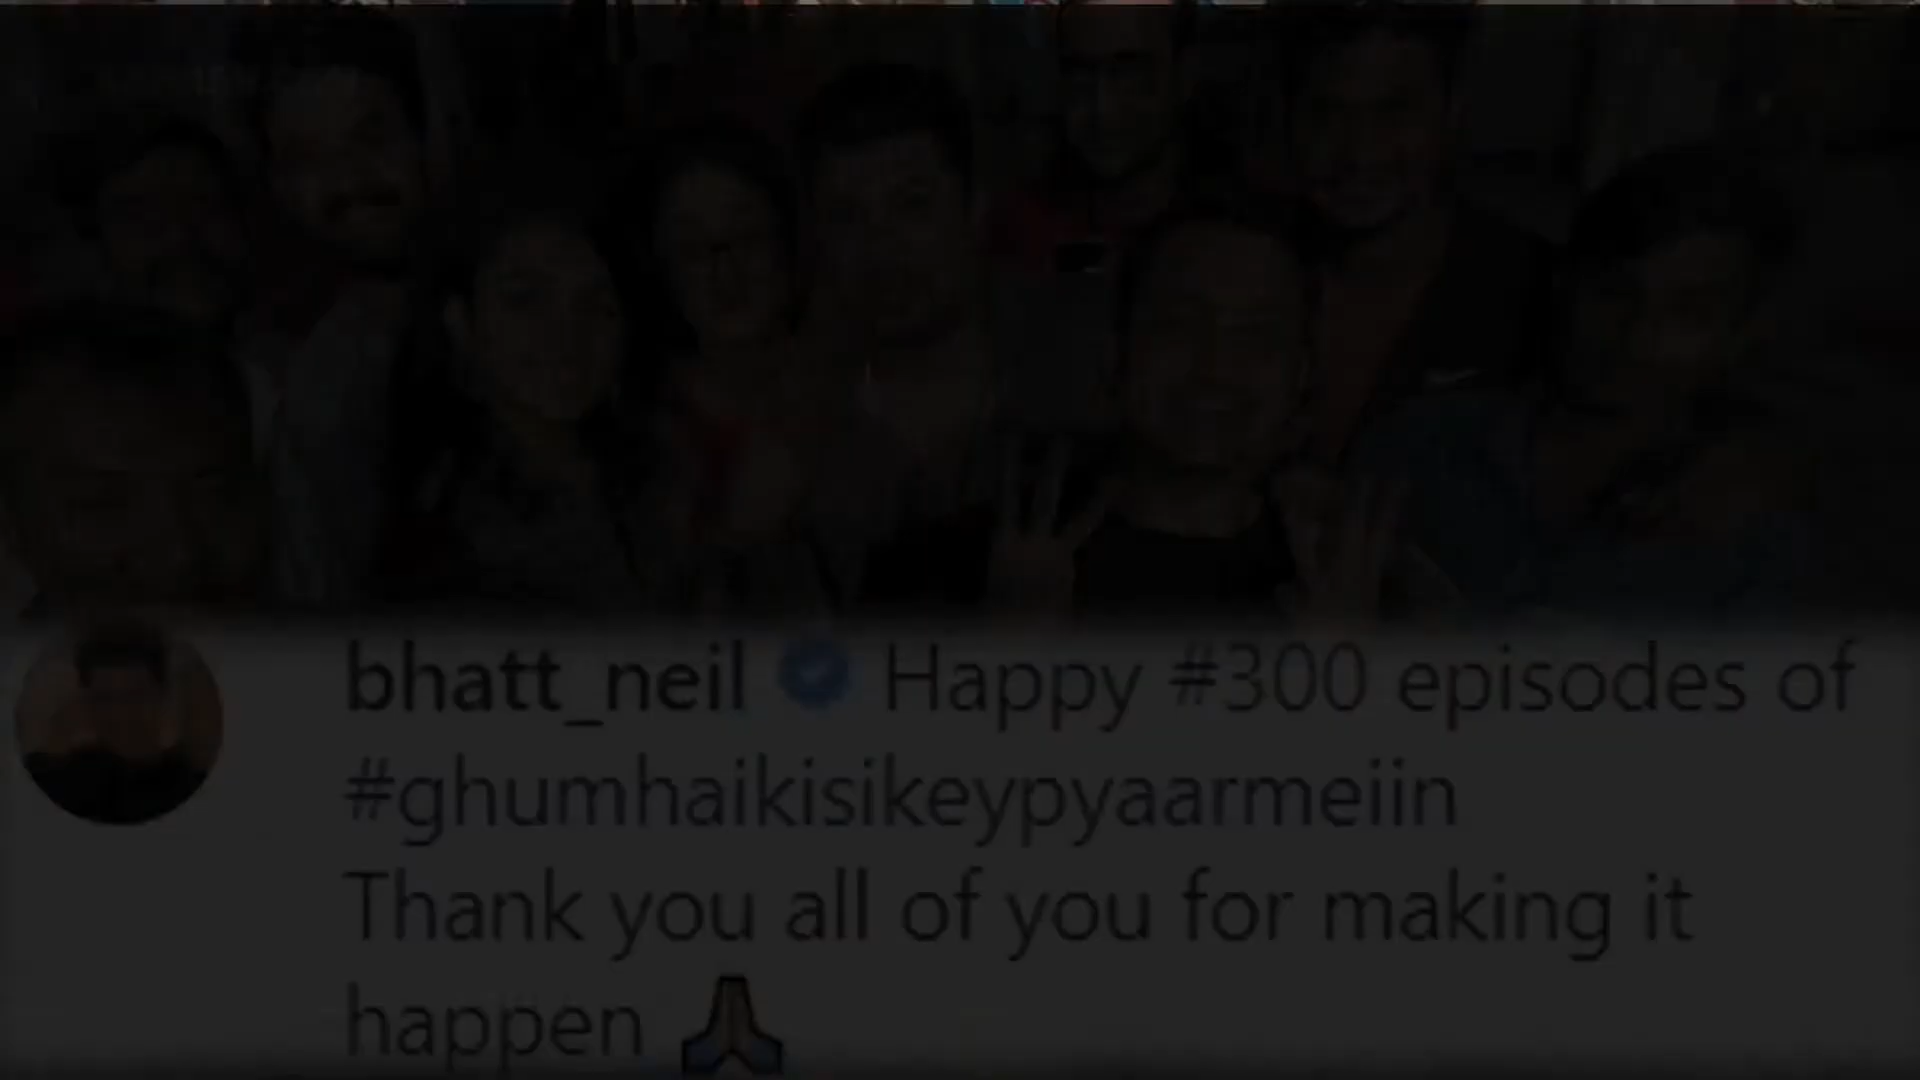 bhatt_neil Happy #300 episodes of
#ghumhaikisikeypyaarmeiin
Thank you all of you for making it
happen 🙏